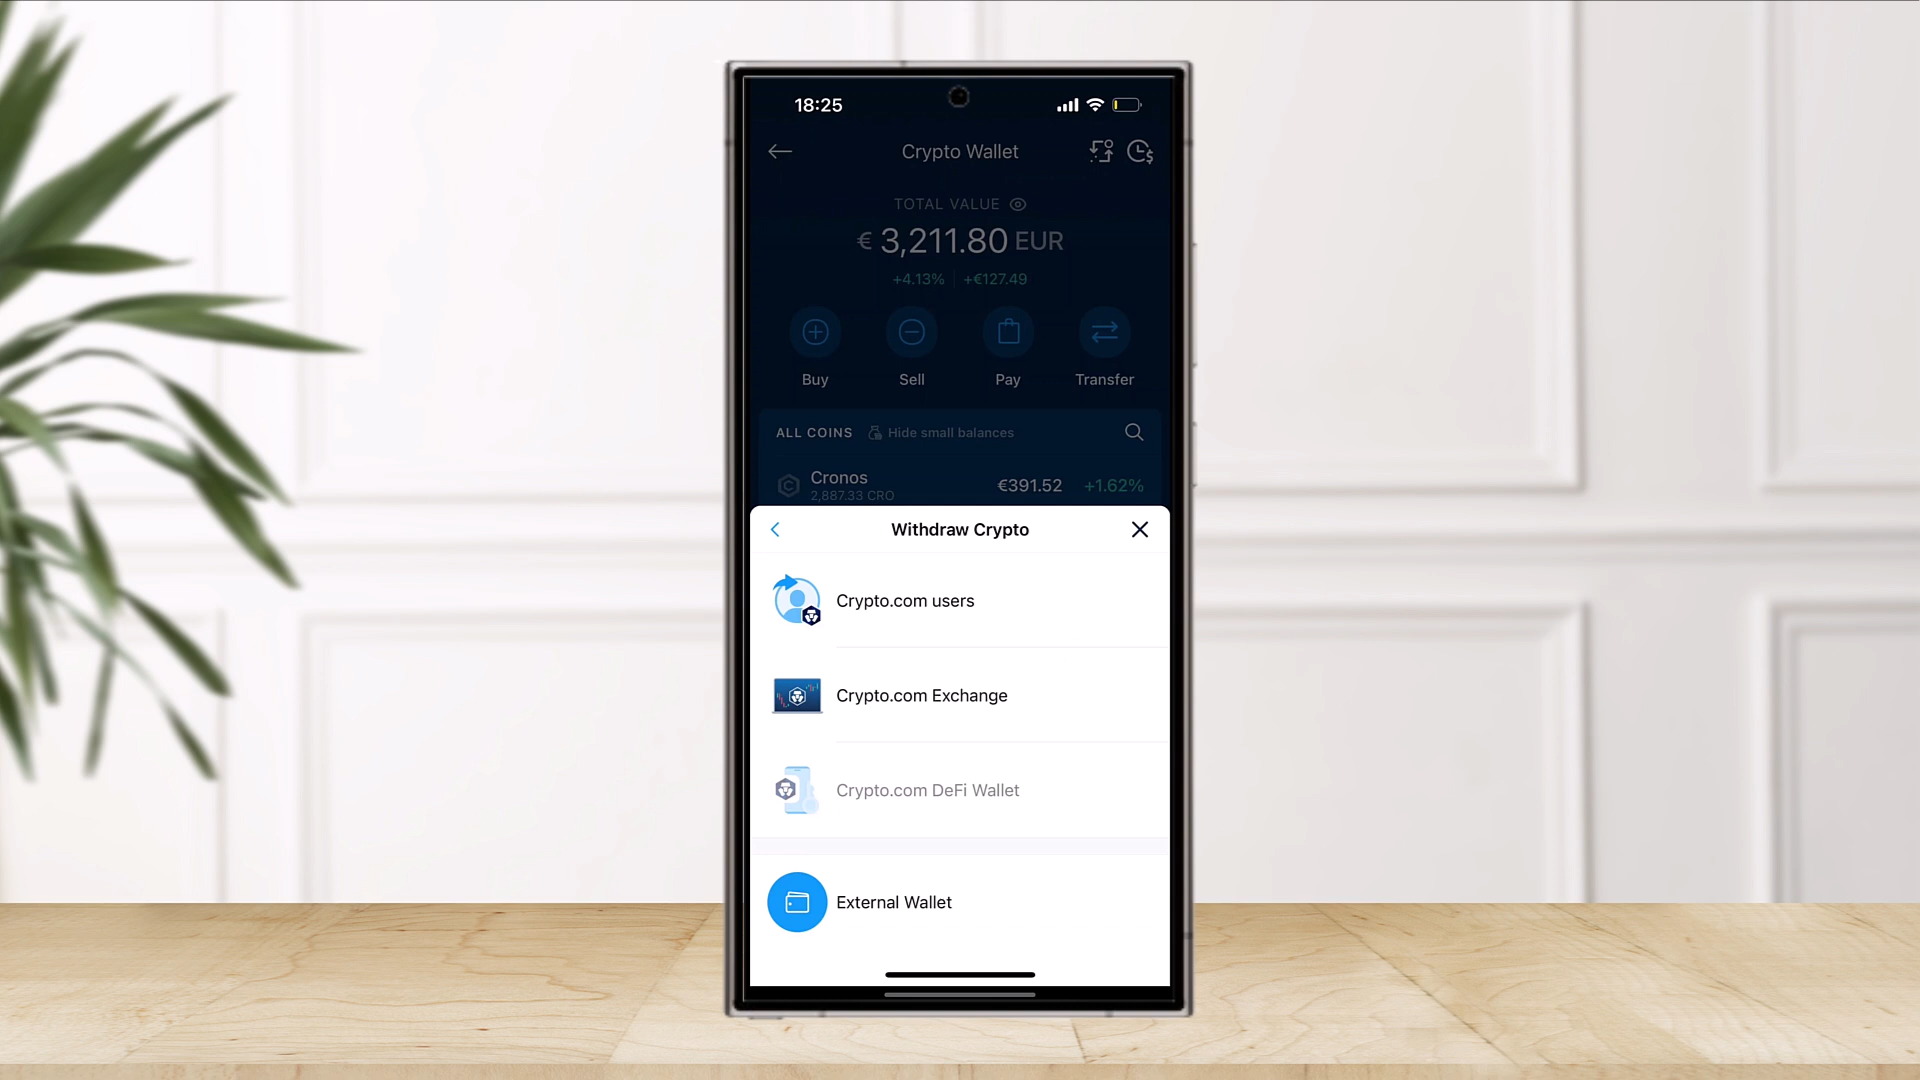 18:25
Crypto Wallet
TOTAL VALUE
€ 3,211.80 EUR
+4.13% +€127.49
Buy Sell Pay Transfer
ALL COINS Hide small balances
Cronos
2,887.33 CRO
€391.52 +1.62%
Withdraw Crypto
Crypto.com users
Crypto.com Exchange
Crypto.com DeFi Wallet
External Wallet